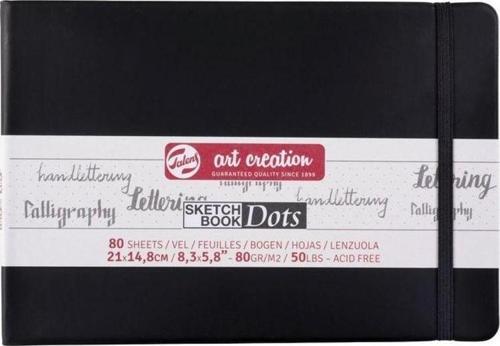 Talens
art creation
GUARANTEED QUALITY SINCE 1899
handlettering
Calligraphy
Lettering
SKETCH
BOOK
Dots
handlettering
Lettering
80 SHEETS / VEL / FEUILLES / BOGEN / HOJAS / LENZUOLA
21x14,8CM / 8,3x5,8" - 80GR/M2 / 50LBS - ACID FREE